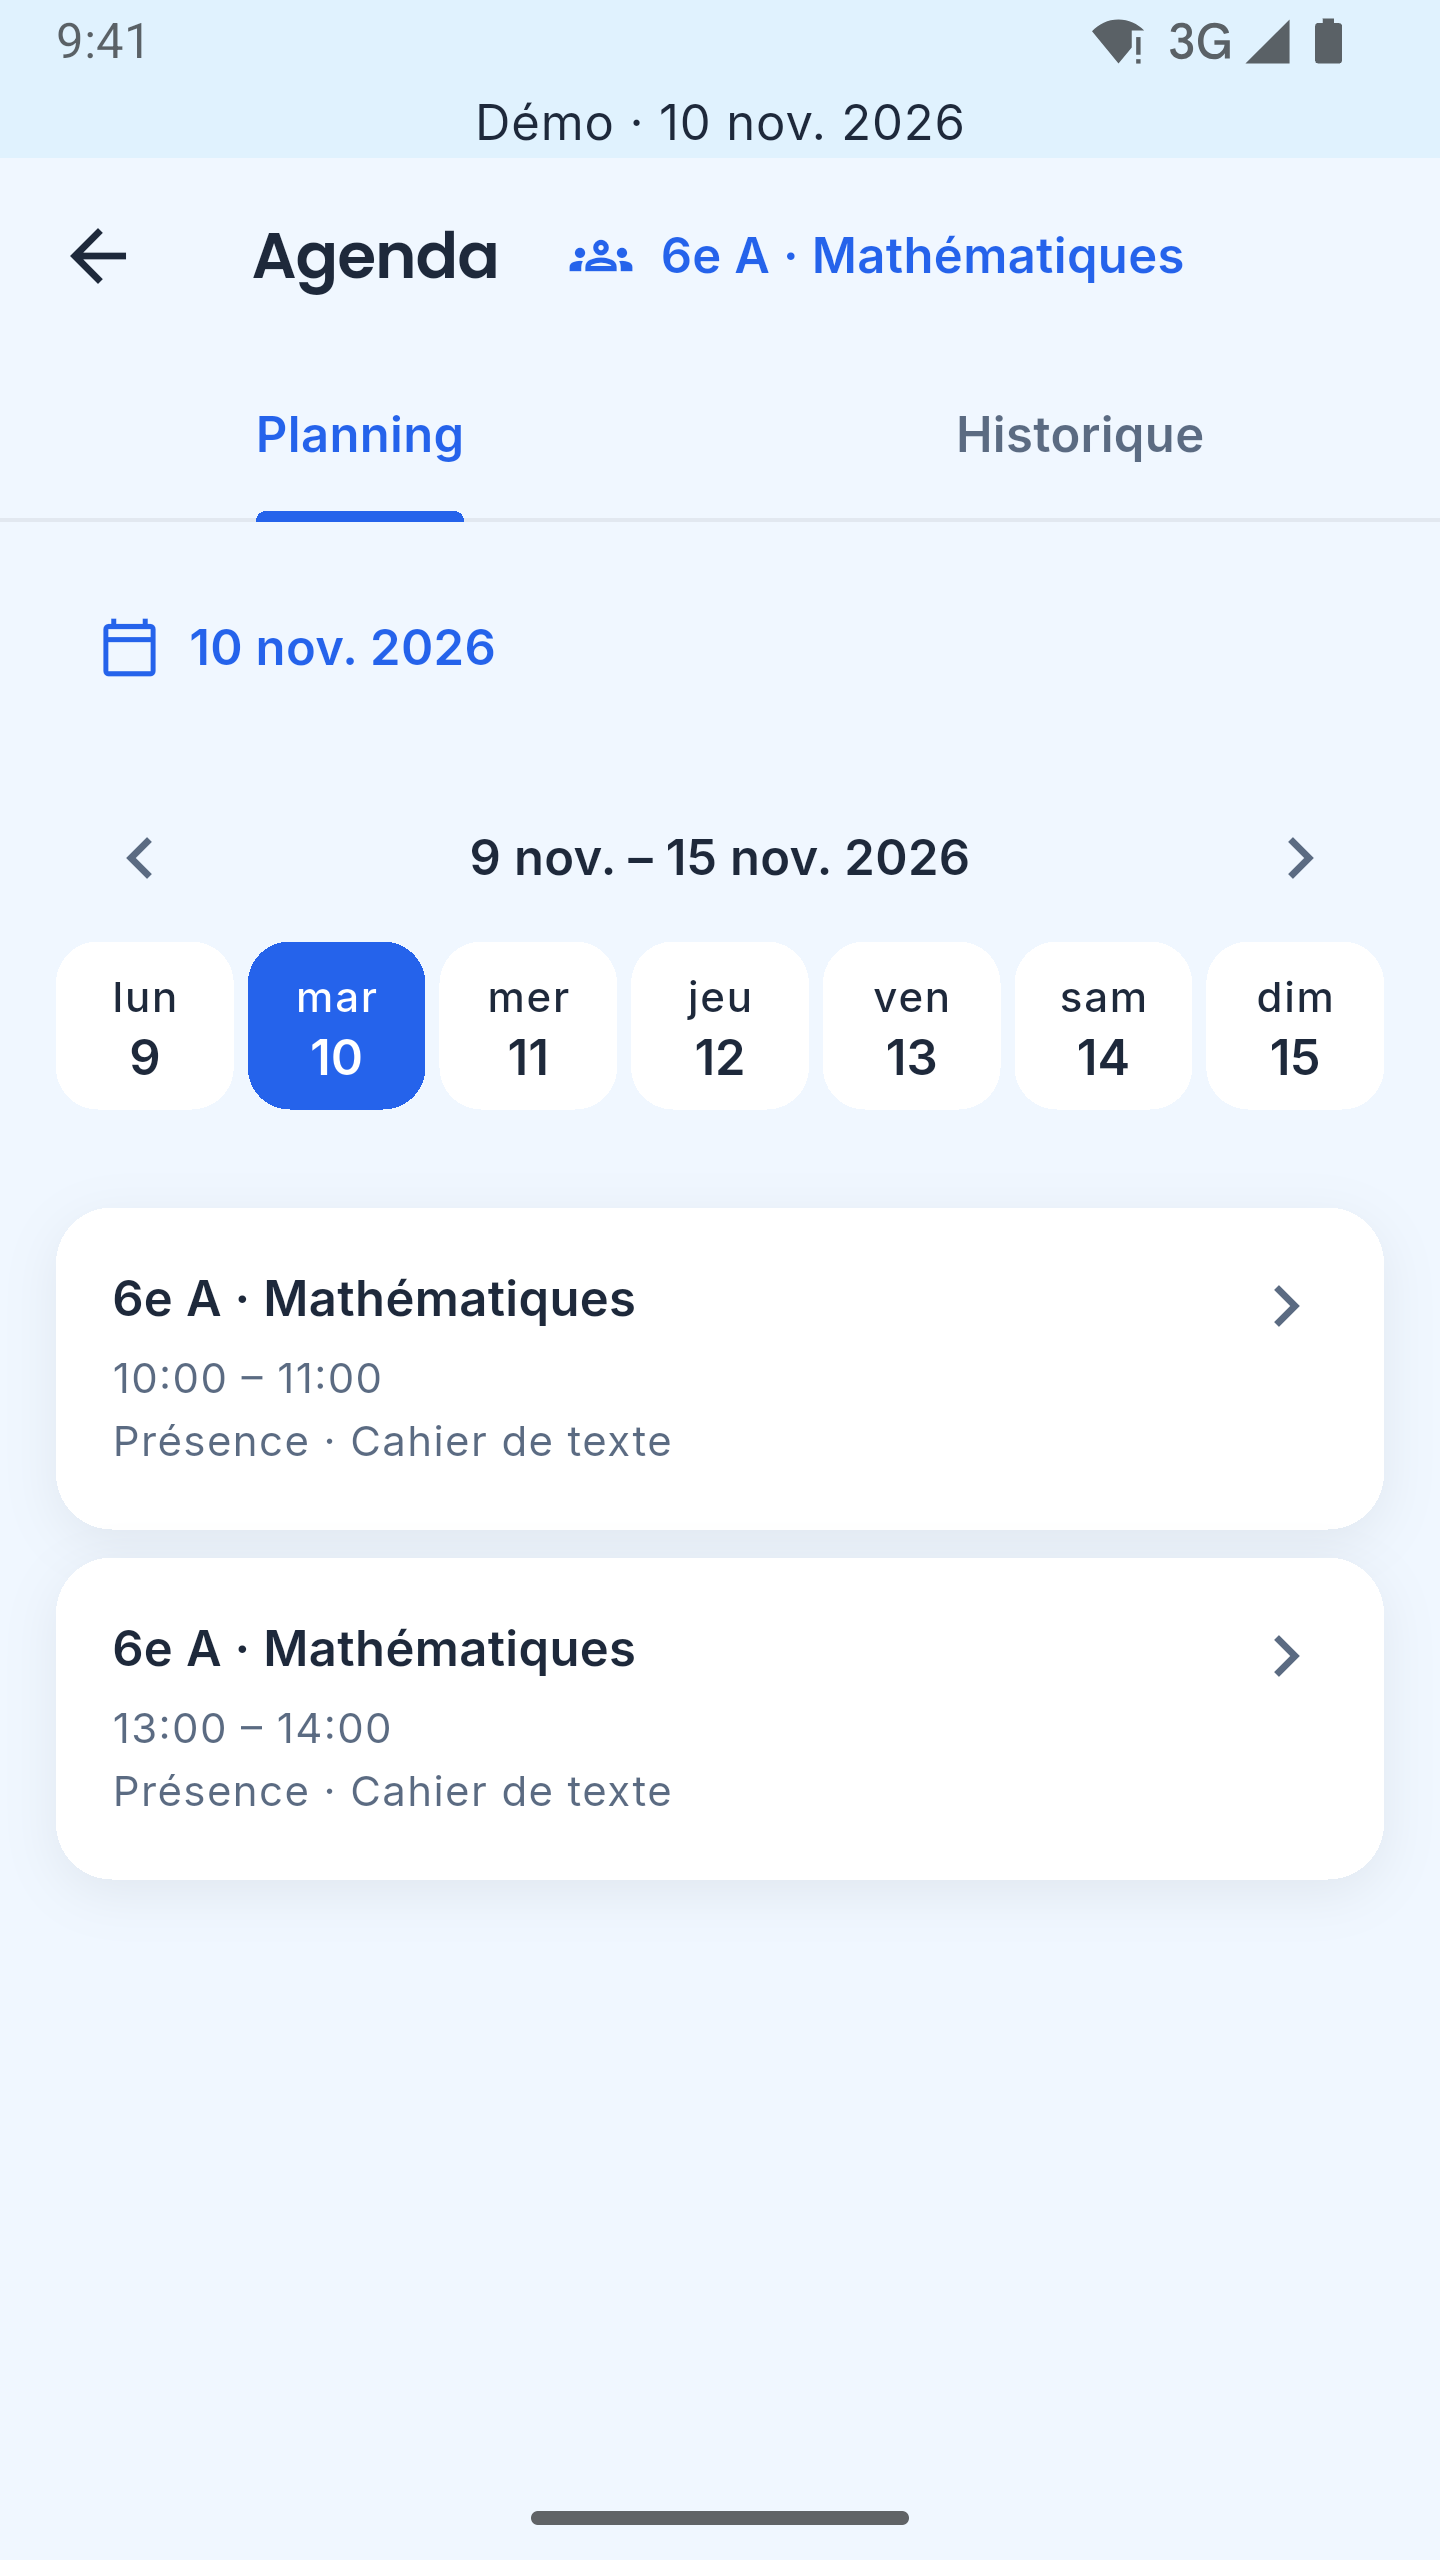 9:41
3G
Démo · 10 nov. 2026
Agenda
6e A · Mathématiques
Planning
Historique
10 nov. 2026
9 nov. – 15 nov. 2026
lun
9
mar
10
mer
11
jeu
12
ven
13
sam
14
dim
15
6e A · Mathématiques
10:00 – 11:00
Présence · Cahier de texte
6e A · Mathématiques
13:00 – 14:00
Présence · Cahier de texte